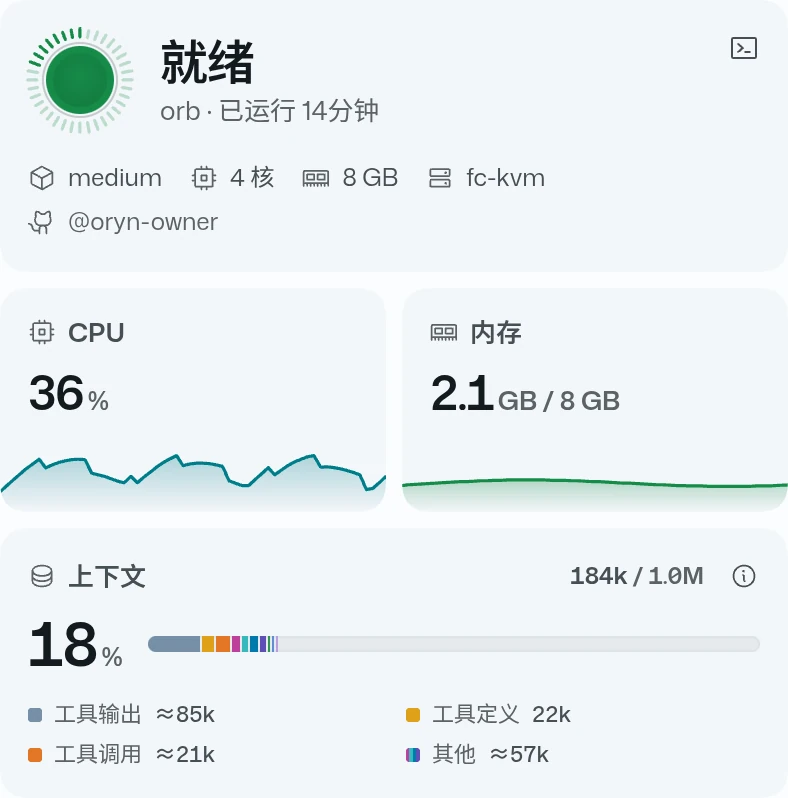 就绪
orb · 已运行 14分钟
medium 4 核 8 GB fc-kvm
@oryn-owner
CPU
36 %
内存
2.1 GB / 8 GB
上下文 184k / 1.0M
18 %
工具输出 ≈85k 工具定义 22k
工具调用 ≈21k 其他 ≈57k